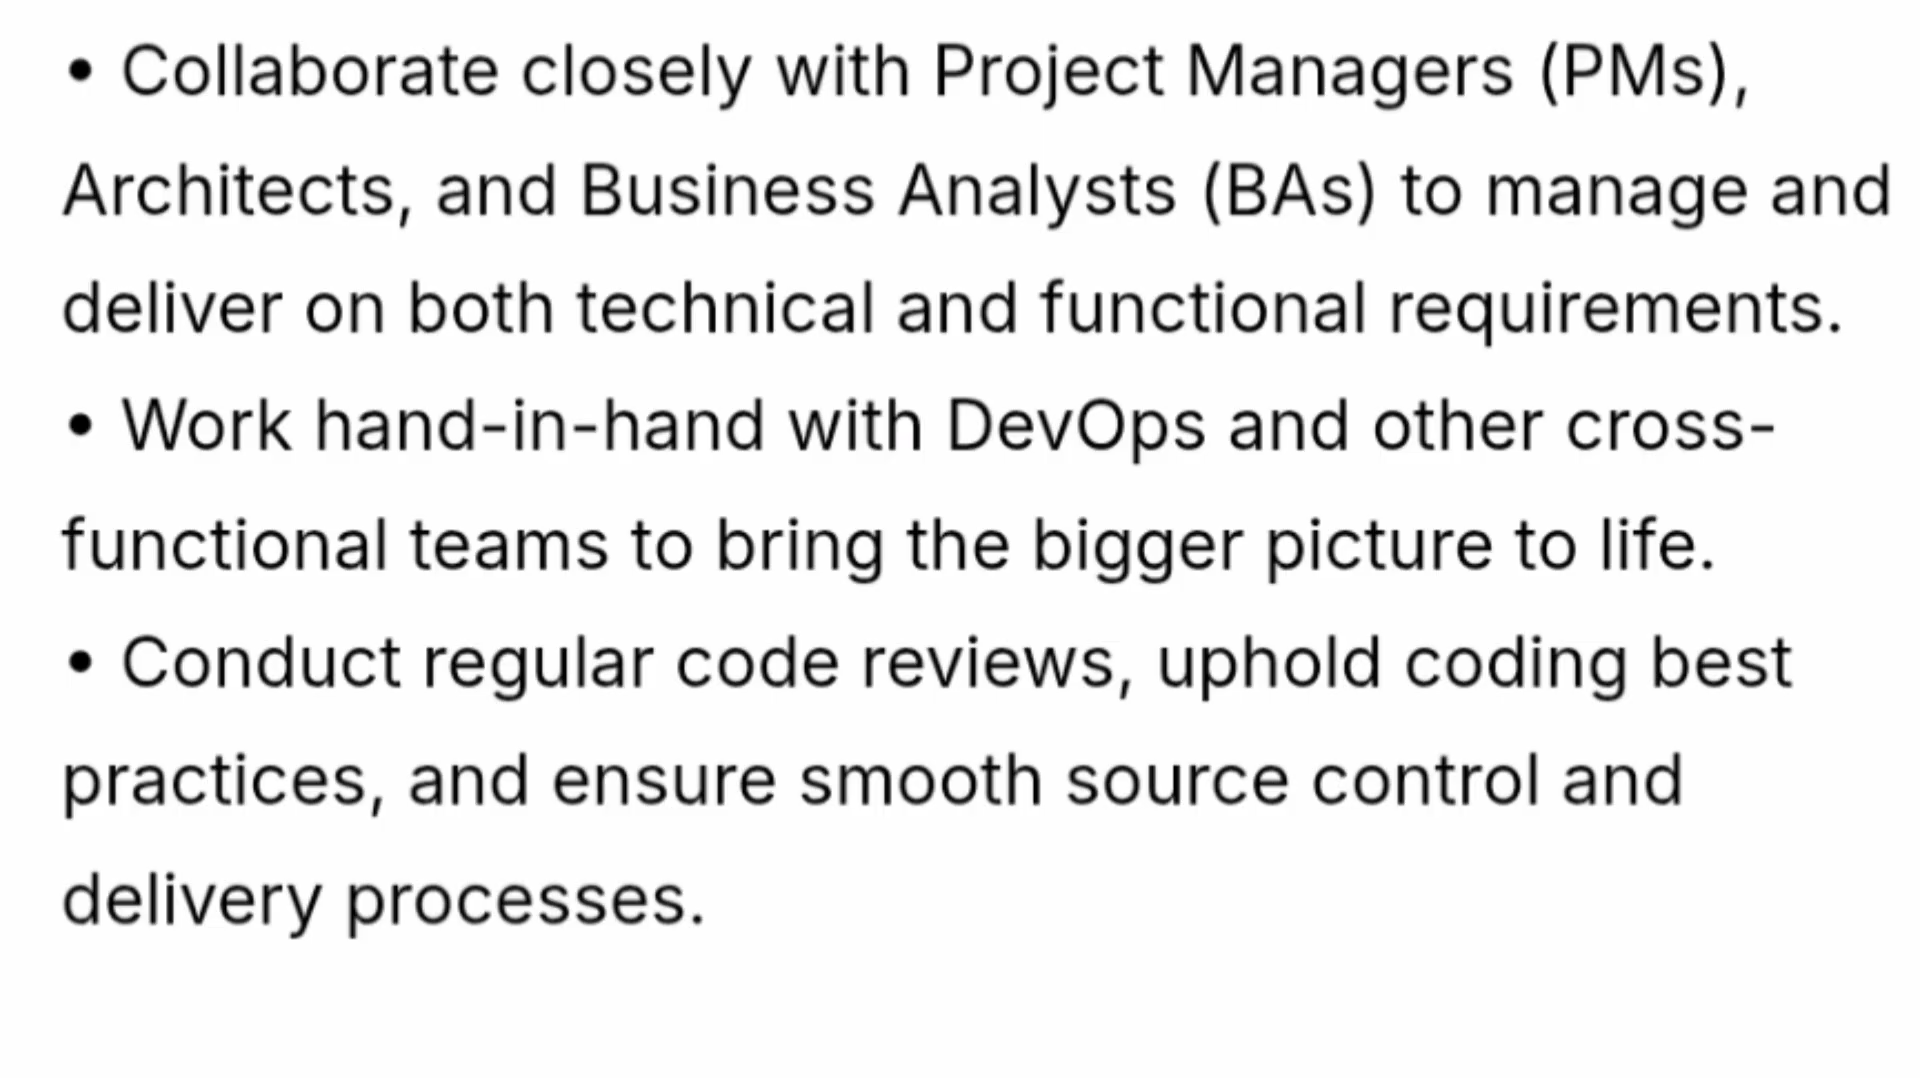 • Collaborate closely with Project Managers (PMs),
Architects, and Business Analysts (BAs) to manage and
deliver on both technical and functional requirements.
• Work hand-in-hand with DevOps and other cross-
functional teams to bring the bigger picture to life.
• Conduct regular code reviews, uphold coding best
practices, and ensure smooth source control and
delivery processes.